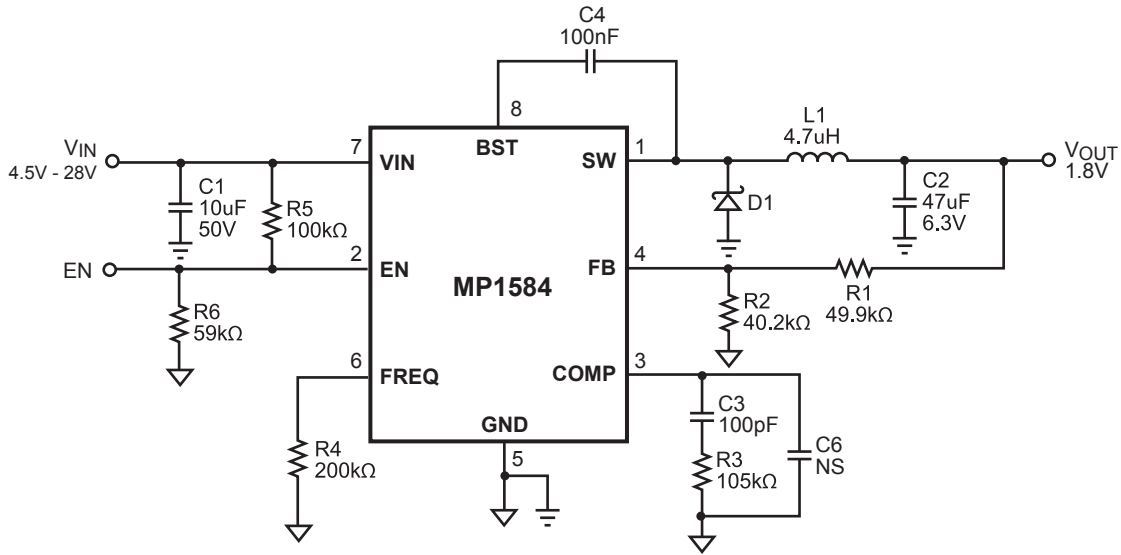 C4
100nF
8
BST
VIN
4.5V - 28V
7
VIN
SW
1
L1
4.7uH
VOUT
1.8V
C1
10uF
50V
R5
100kΩ
D1
C2
47uF
6.3V
EN
2
EN
MP1584
FB
4
R6
59kΩ
R2
40.2kΩ
R1
49.9kΩ
6
FREQ
COMP
3
GND
5
R4
200kΩ
C3
100pF
R3
105kΩ
C6
NS